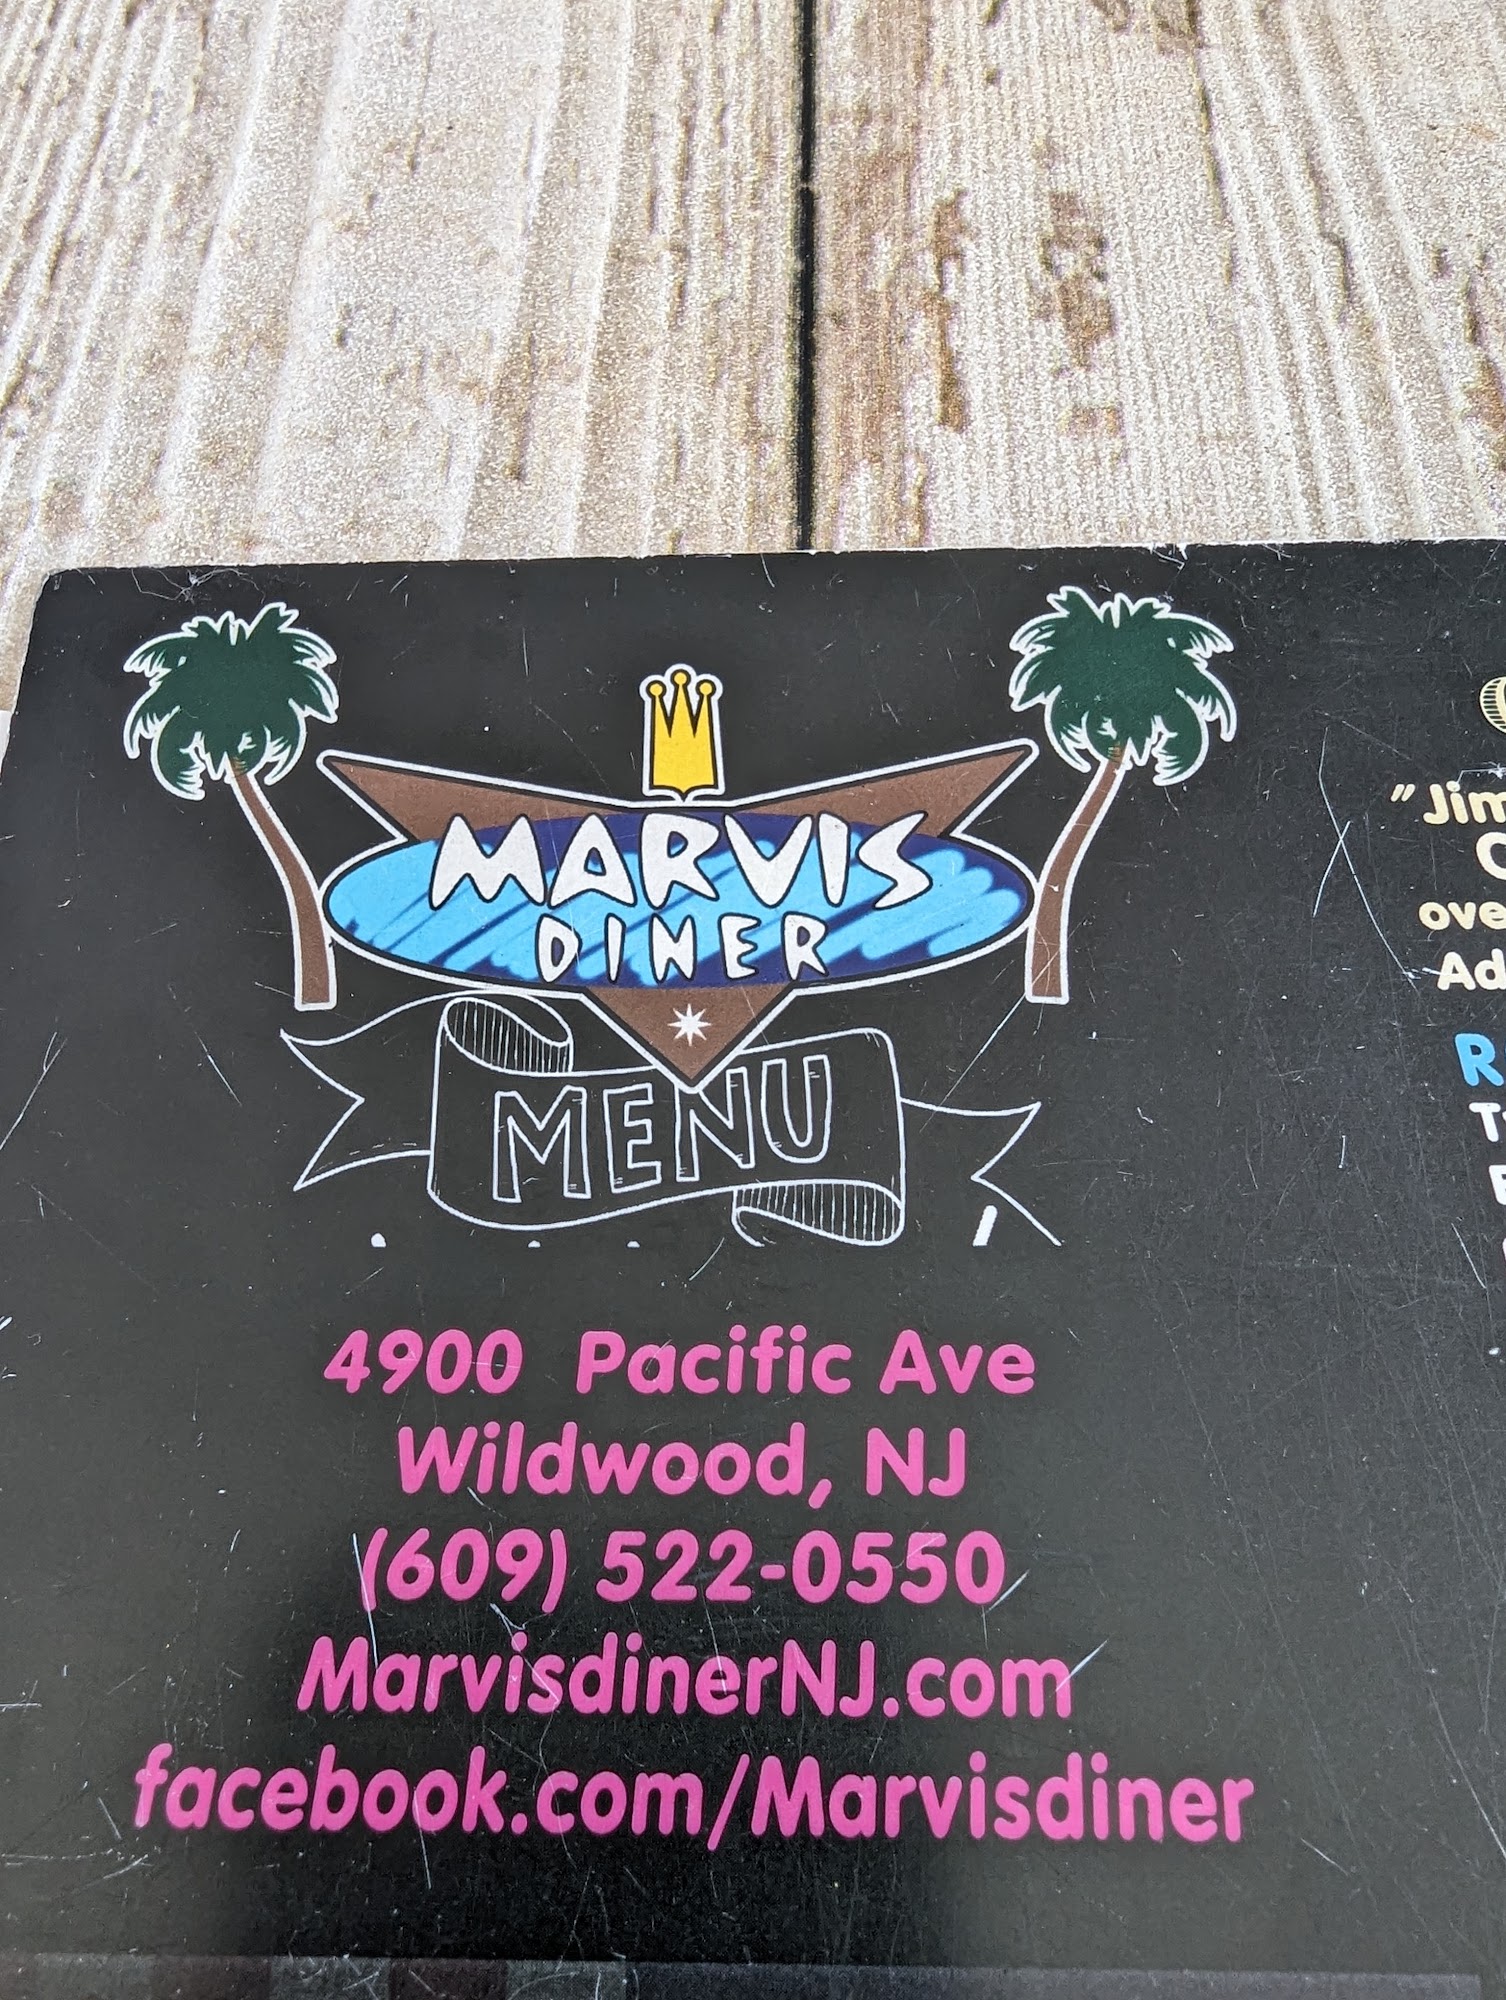 MARVIS
DINER
MENU
4900 Pacific Ave
Wildwood, NJ
(609) 522-0550
MarvisdinerNJ.com
facebook.com/Marvisdiner